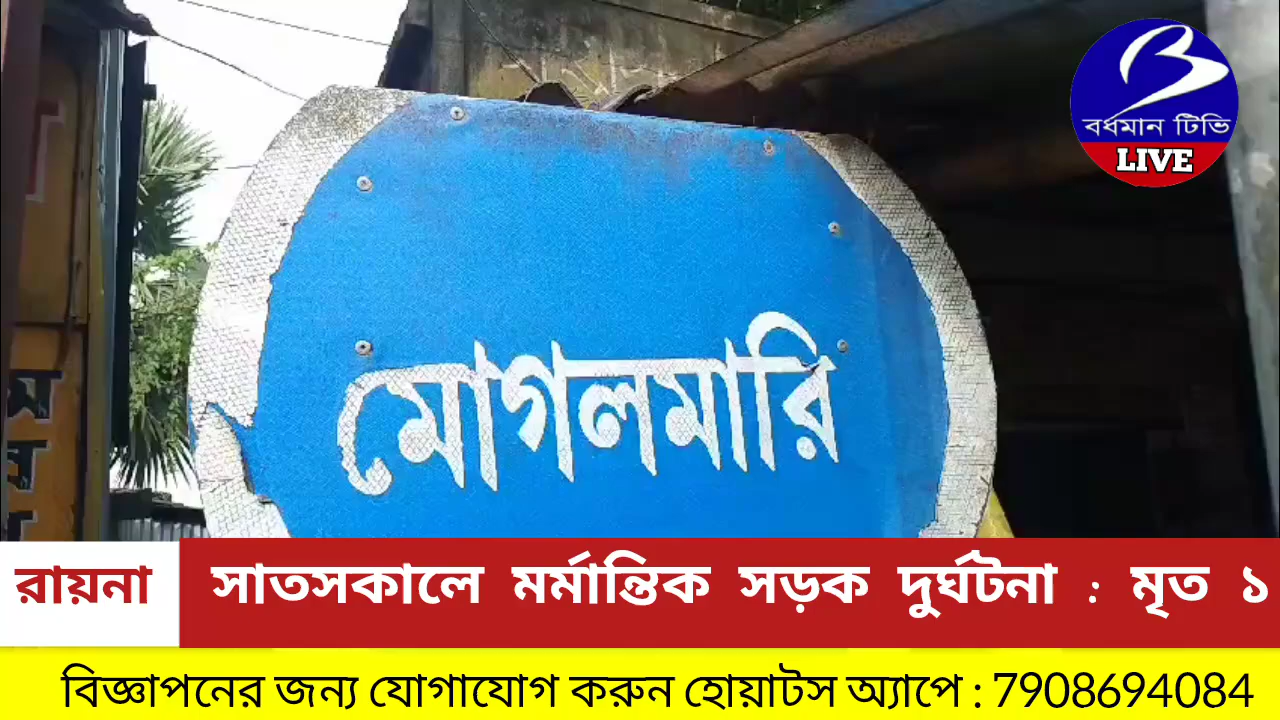 বর্ধমান টিভি
LIVE
মোগলমারি
রায়না
সাতসকালে মর্মান্তিক সড়ক দুর্ঘটনা : মৃত ১
বিজ্ঞাপনের জন্য যোগাযোগ করুন হোয়াটস অ্যাপে : 7908694084